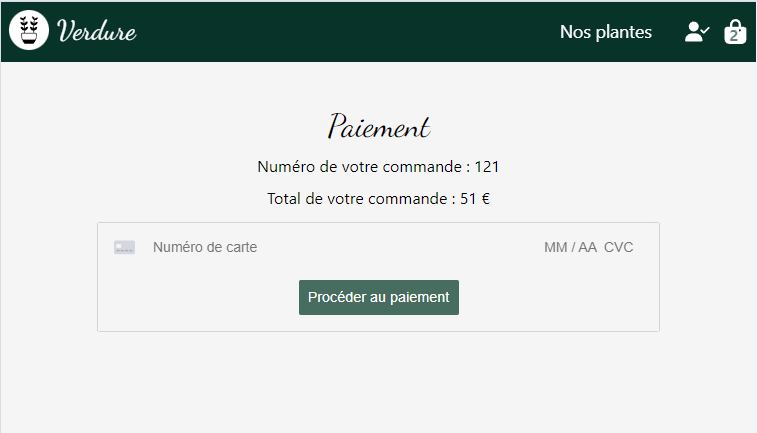 Verdure
Nos plantes
2
Paiement
Numéro de votre commande : 121
Total de votre commande : 51 €
Numéro de carte MM / AA CVC
Procéder au paiement